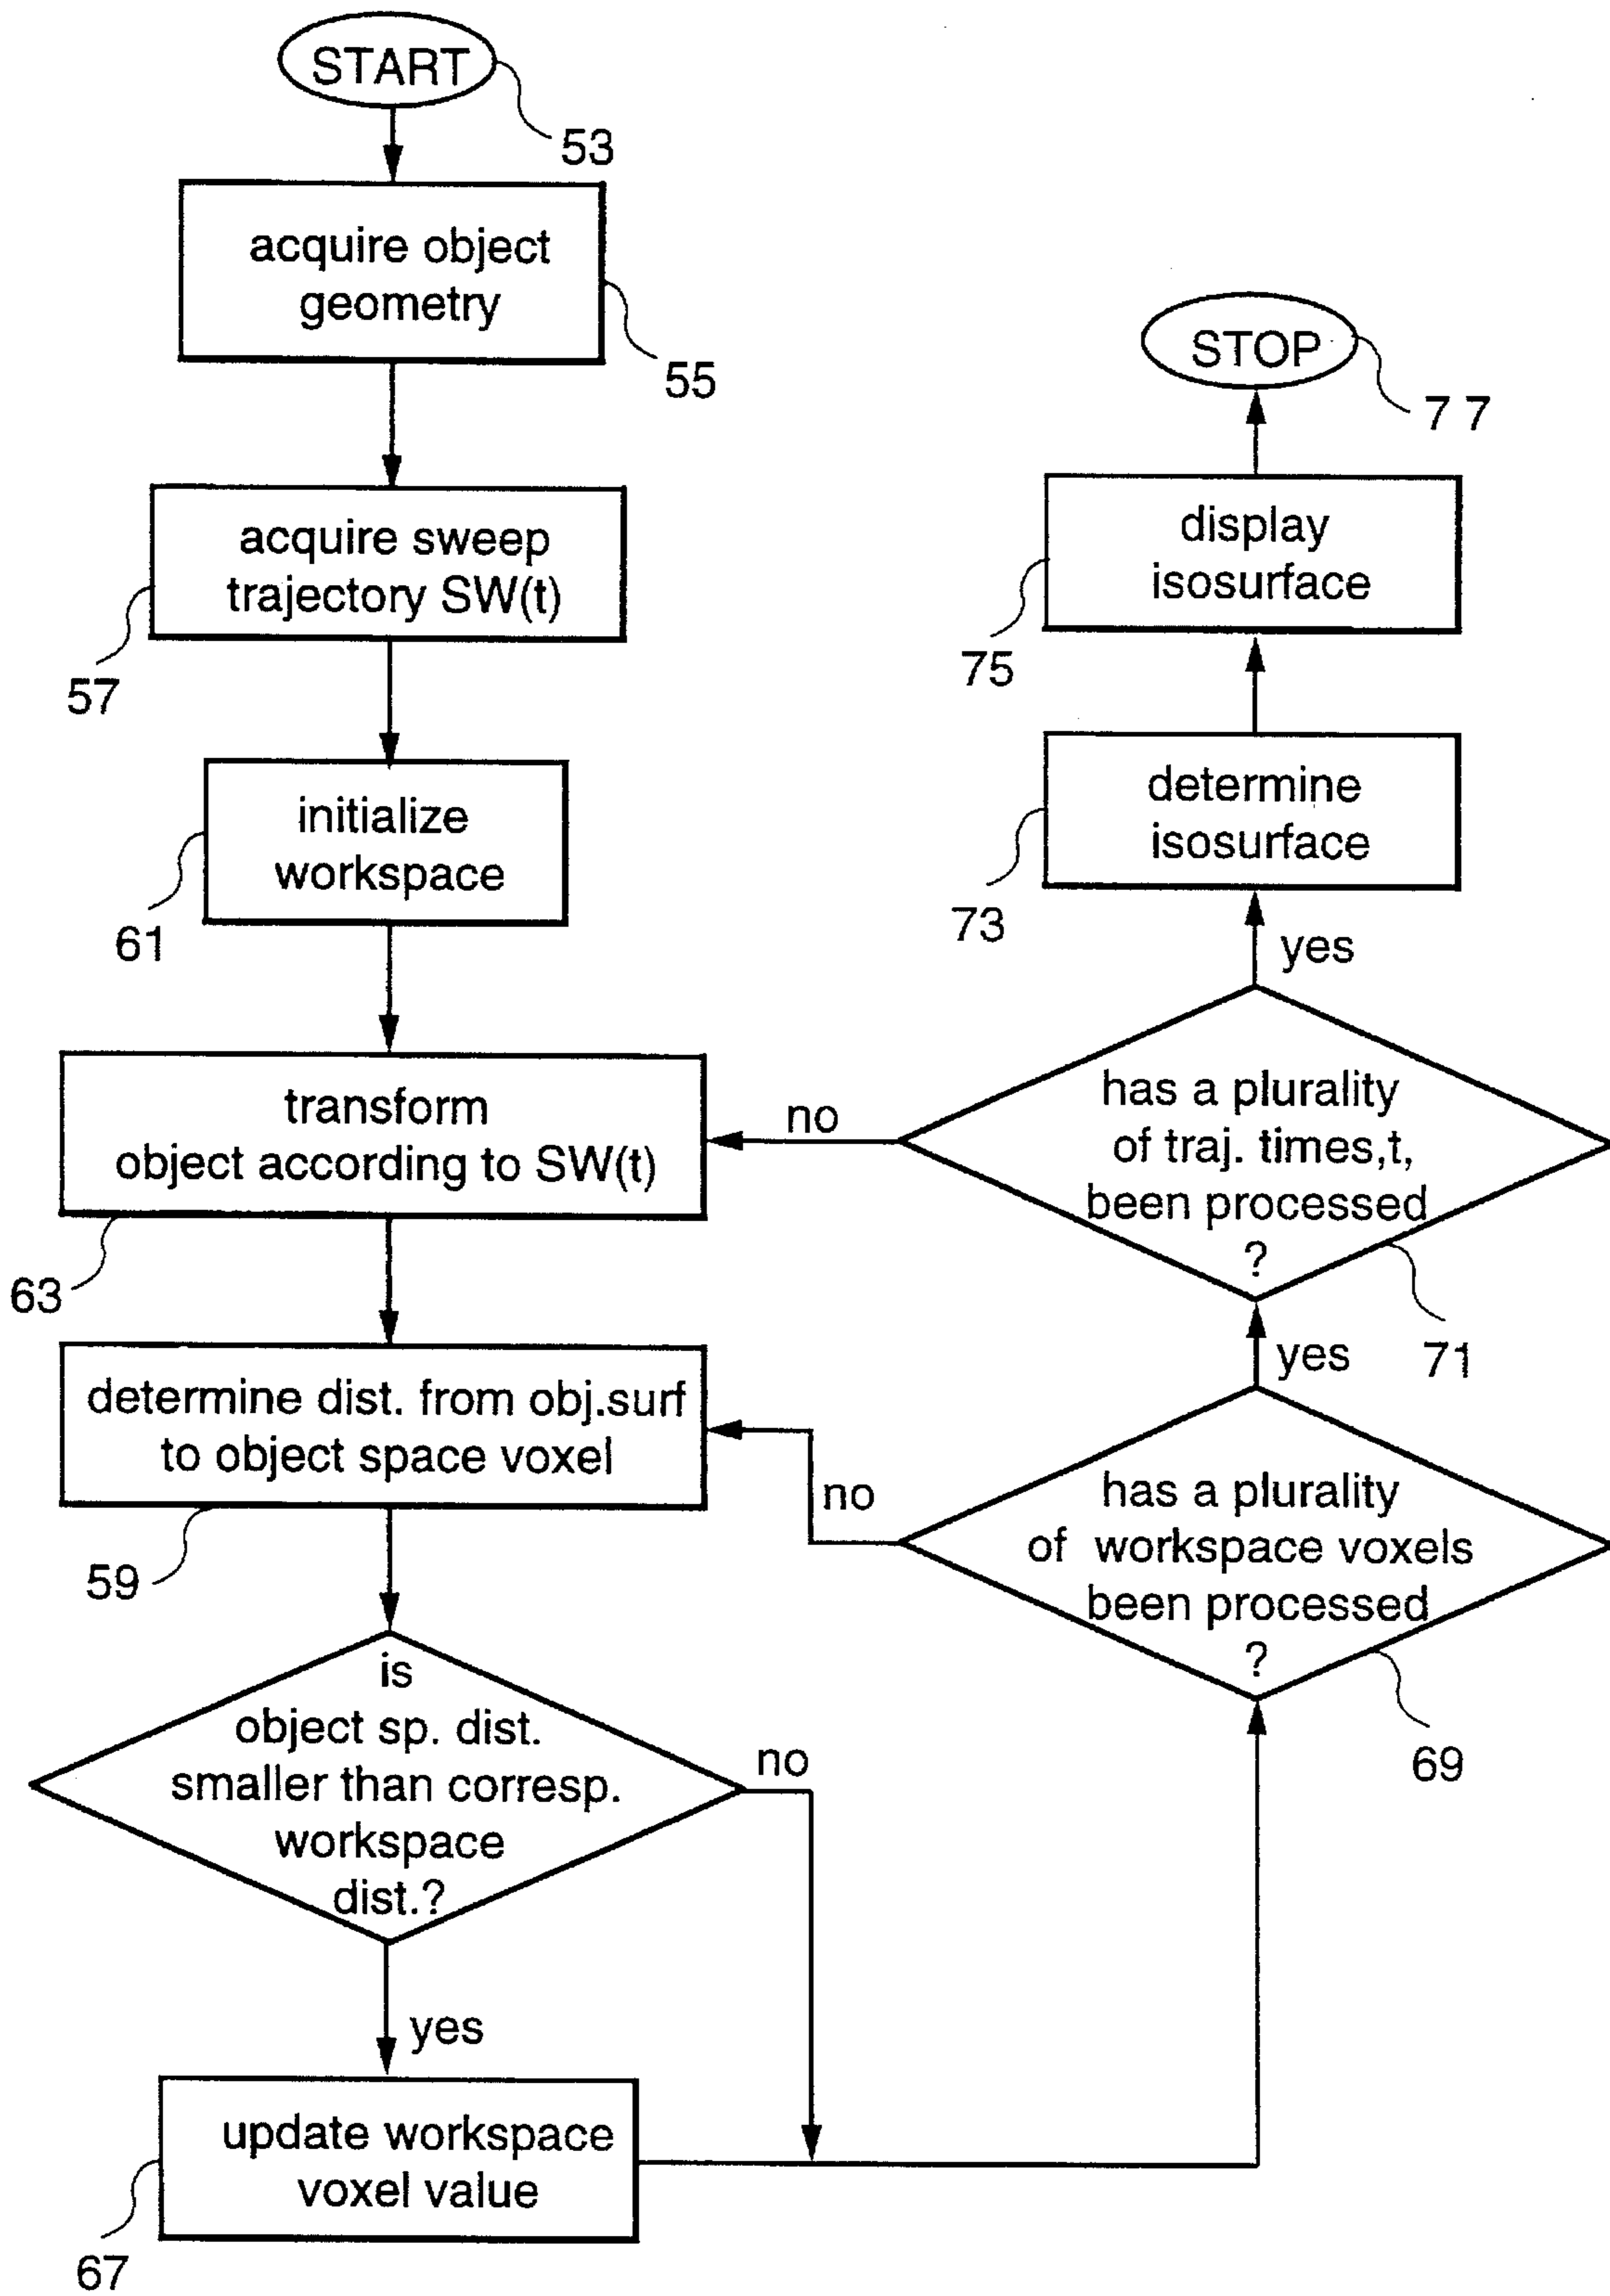 START
53
acquire object
geometry
55
acquire sweep
trajectory SW(t)
57
initialize
workspace
61
transform
object according to SW(t)
63
determine dist. from obj.surf
to object space voxel
59
is
object sp. dist.
smaller than corresp.
workspace
dist.?
no
yes
update workspace
voxel value
67
has a plurality
of workspace voxels
been processed
?
69
no
yes
has a plurality
of traj. times,t,
been processed
?
71
no
yes
determine
isosurface
73
display
isosurface
75
STOP
7 7